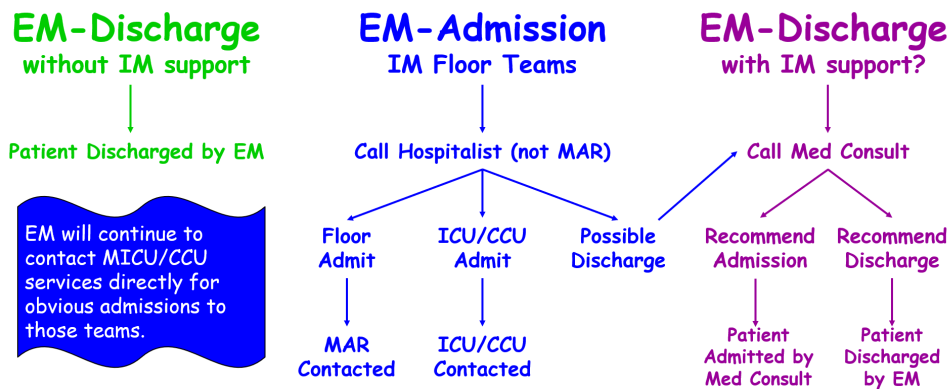 EM-Discharge
without IM support
Patient Discharged by EM
EM will continue to
contact MICU/CCU
services directly for
obvious admissions to
those teams.
EM-Admission
IM Floor Teams
Call Hospitalist (not MAR)
Floor
Admit
ICU/CCU
Admit
Possible
Discharge
MAR
Contacted
ICU/CCU
Contacted
EM-Discharge
with IM support?
Call Med Consult
Recommend
Admission
Recommend
Discharge
Patient
Admitted by
Med Consult
Patient
Discharged
by EM